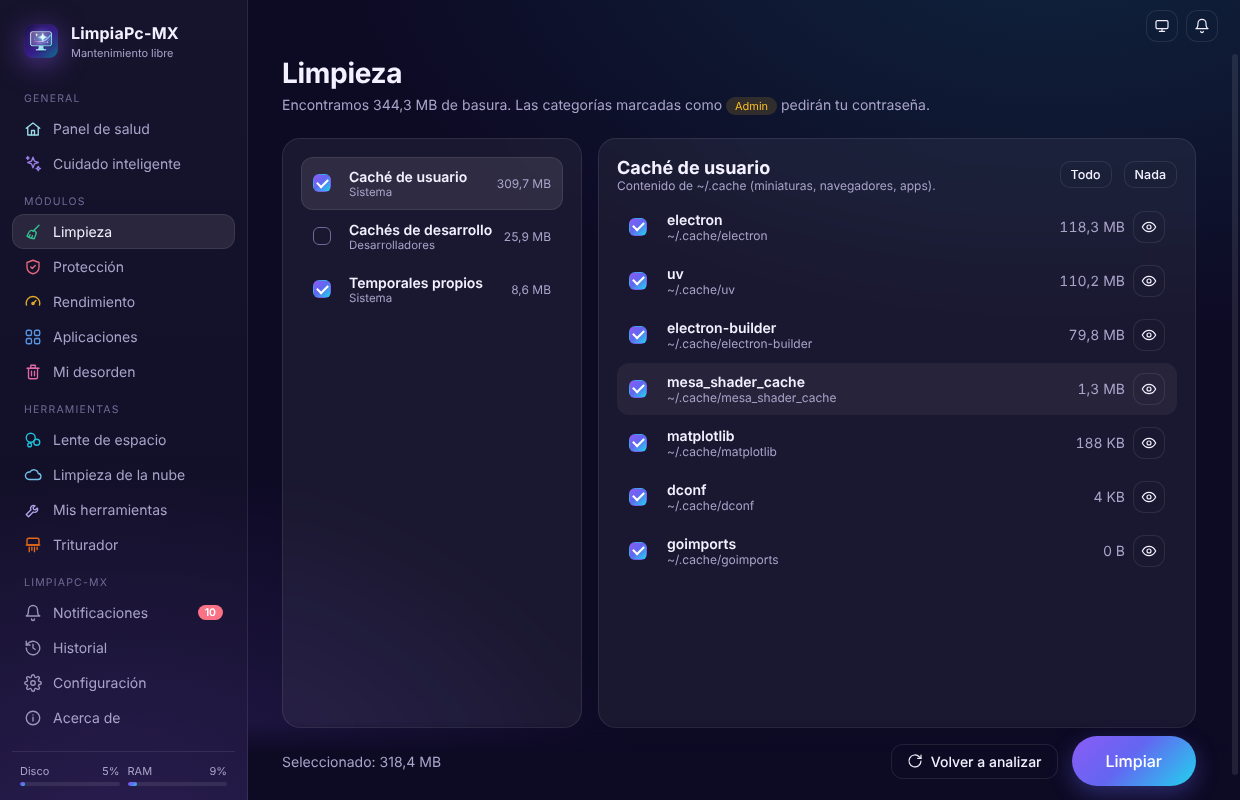 LimpiaPc-MX
Mantenimiento libre
GENERAL
Panel de salud
Cuidado inteligente
MÓDULOS
Limpieza
Protección
Rendimiento
Aplicaciones
Mi desorden
HERRAMIENTAS
Lente de espacio
Limpieza de la nube
Mis herramientas
Triturador
LIMPIAPC-MX
Notificaciones 10
Historial
Configuración
Acerca de
Disco 5% RAM 9%
Limpieza
Encontramos 344,3 MB de basura. Las categorías marcadas como Admin pedirán tu contraseña.
Caché de usuario 309,7 MB
Sistema
Cachés de desarrollo 25,9 MB
Desarrolladores
Temporales propios 8,6 MB
Sistema
Caché de usuario
Contenido de ~/.cache (miniaturas, navegadores, apps).
Todo Nada
electron 118,3 MB
~/.cache/electron
uv 110,2 MB
~/.cache/uv
electron-builder 79,8 MB
~/.cache/electron-builder
mesa_shader_cache 1,3 MB
~/.cache/mesa_shader_cache
matplotlib 188 KB
~/.cache/matplotlib
dconf 4 KB
~/.cache/dconf
goimports 0 B
~/.cache/goimports
Seleccionado: 318,4 MB
Volver a analizar
Limpiar